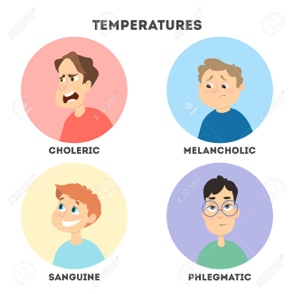 TEMPERATURES
CHOLERIC
MELANCHOLIC
SANGUINE
PHLEGMATIC